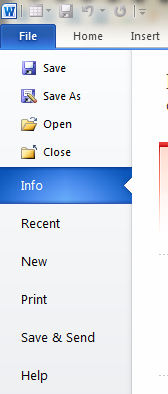 File Home Insert
Save
Save As
Open
Close
Info
Recent
New
Print
Save & Send
Help